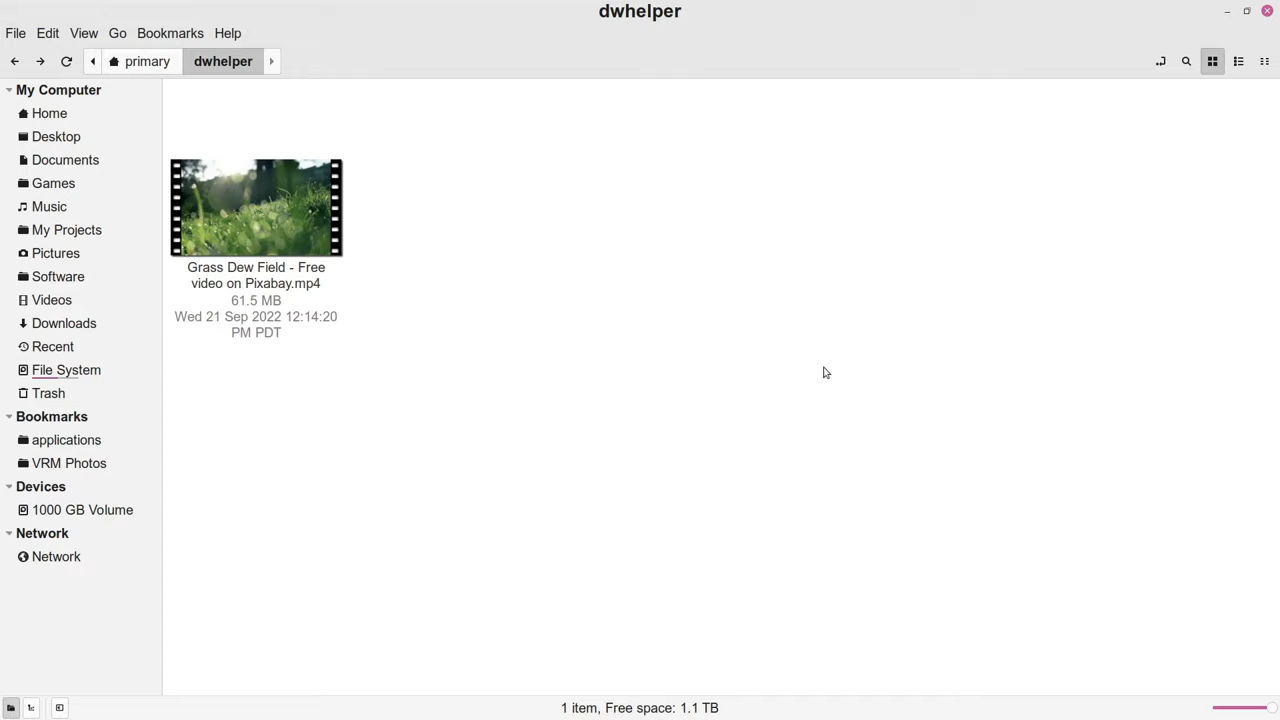 dwhelper
File Edit View Go Bookmarks Help
primary dwhelper
My Computer
Home
Desktop
Documents
Games
Music
My Projects
Pictures
Software
Videos
Downloads
Recent
File System
Trash
Bookmarks
applications
VRM Photos
Devices
1000 GB Volume
Network
Network
Grass Dew Field - Free
video on Pixabay.mp4
61.5 MB
Wed 21 Sep 2022 12:14:20
PM PDT
1 item, Free space: 1.1 TB